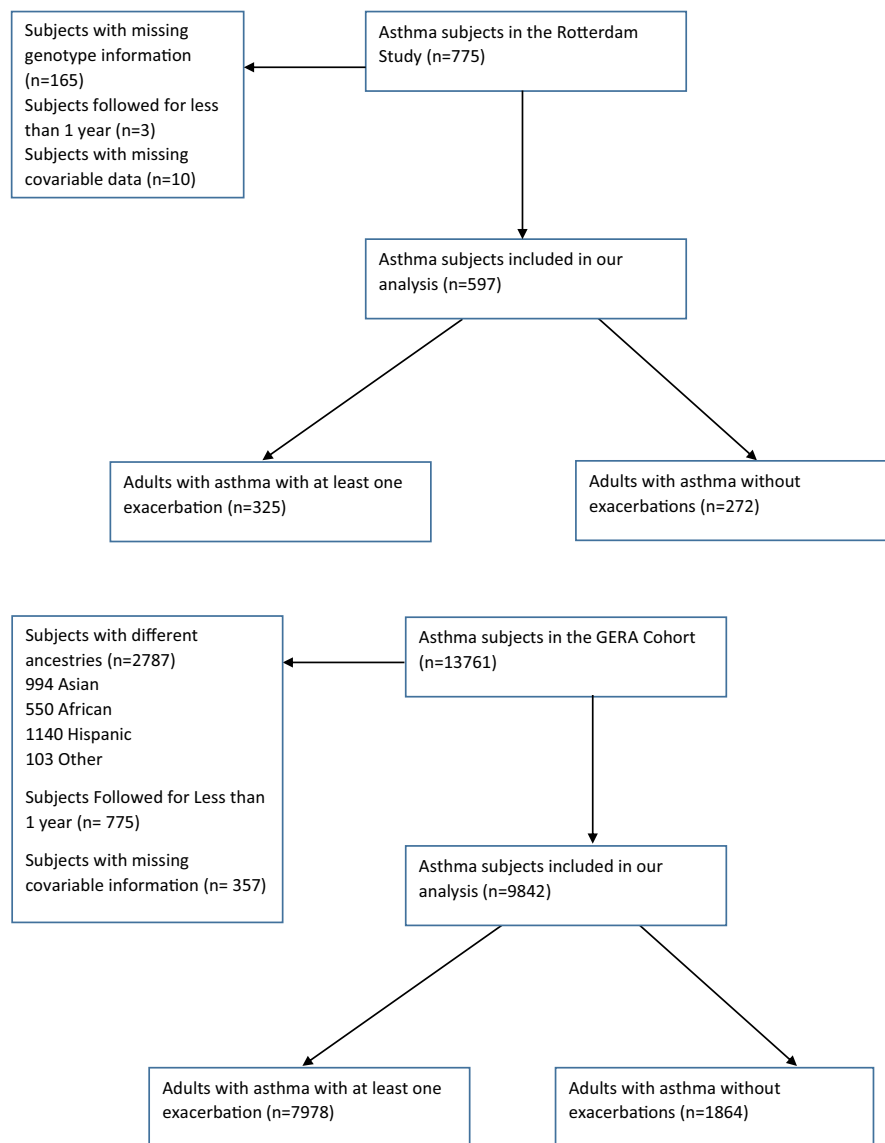 Subjects with missing
genotype information
(n=165)
Subjects followed for less
than 1 year (n=3)
Subjects with missing
covariable data (n=10)
Asthma subjects in the Rotterdam
Study (n=775)
Asthma subjects included in our
analysis (n=597)
Adults with asthma with at least one
exacerbation (n=325)
Adults with asthma without
exacerbations (n=272)
Subjects with different
ancestries (n=2787)
994 Asian
550 African
1140 Hispanic
103 Other
Subjects Followed for Less than
1 year (n= 775)
Subjects with missing
covariable information (n= 357)
Asthma subjects in the GERA Cohort
(n=13761)
Asthma subjects included in our
analysis (n=9842)
Adults with asthma with at least one
exacerbation (n=7978)
Adults with asthma without
exacerbations (n=1864)